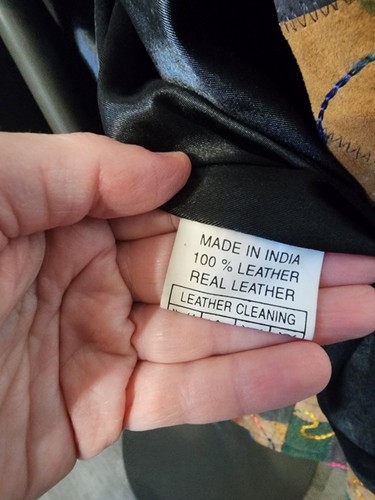 MADE IN INDIA
100 % LEATHER
REAL LEATHER
LEATHER CLEANING